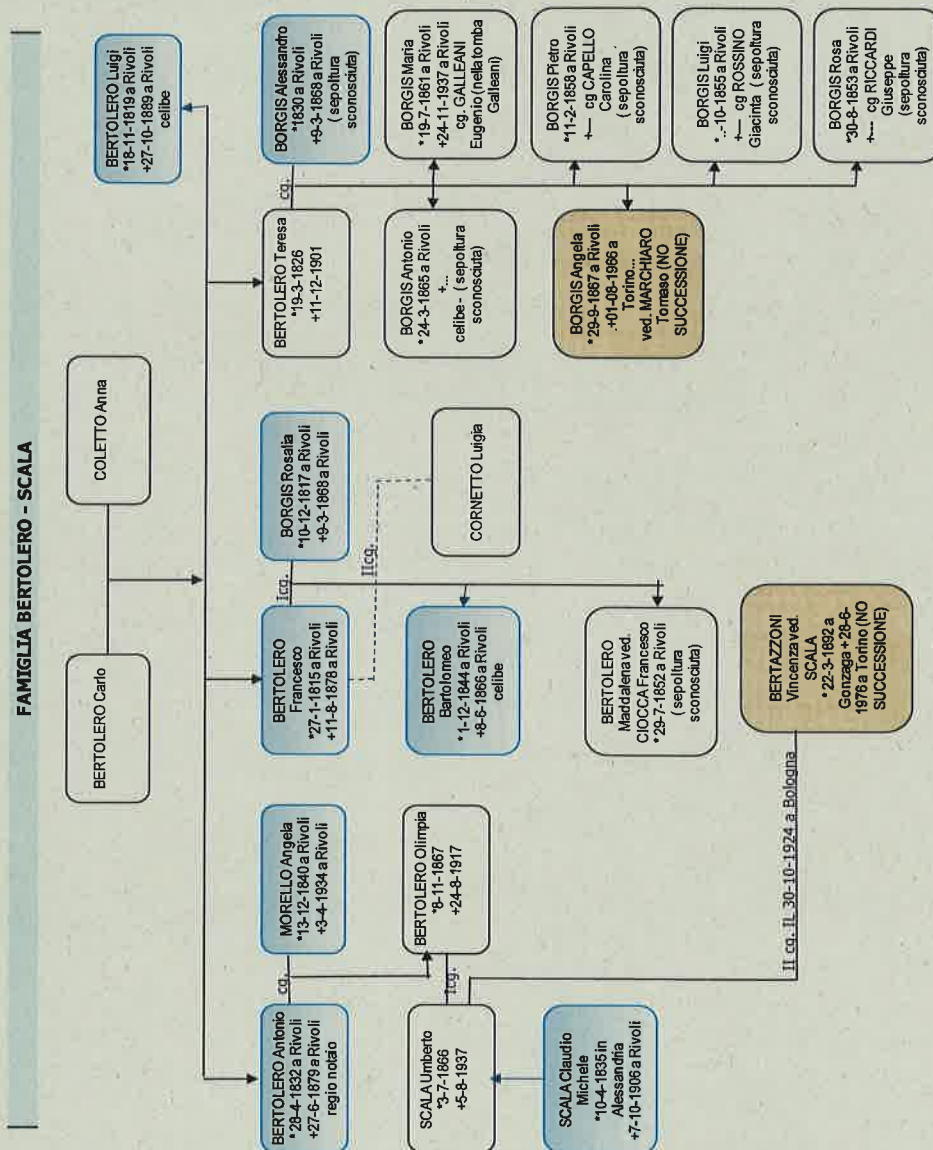 FAMIGLIA BERTOLERO - SCALA
BERTOLERO Carlo
COLETTO Anna
BERTOLERO Antonio
*28-4-1832 a Rivoli
+27-6-1879 a Rivoli
regio notaio
cg.
MORELLO Angela
*13-12-1840 a Rivoli
+3-4-1934 a Rivoli
BERTOLERO
Francesco
*27-1-1815 a Rivoli
+11-8-1878 a Rivoli
Icg.
BORGIS Rosalia
*10-12-1817 a Rivoli
+9-3-1868 a Rivoli
IIcg.
BERTOLERO Teresa
*19-3-1826
+11-12-1901
cg.
BORGIS Alessandro
*1830 a Rivoli
+9-3-1868 a Rivoli
( sepoltura
sconosciuta)
BERTOLERO Luigi
*18-11-1819 a Rivoli
+27-10-1889 a Rivoli
celibe
SCALA Umberto
*3-7-1866
+5-8-1937
Icg.
BERTOLERO Olimpia
*8-11-1867
+24-8-1917
BERTOLERO
Bartolomeo
*1-12-1844 a Rivoli
+8-6-1866 a Rivoli
celibe
CORNETTO Luigia
BORGIS Antonio
*24-3-1865 a Rivoli
+...
celibe - ( sepoltura
sconosciuta)
BORGIS Maria
*19-7-1861 a Rivoli
+24-11-1937 a Rivoli
cg. GALLEANI
Eugenio (nella tomba
Galleani)
SCALA Claudio
Michele
*10-4-1835 in
Alessandria
+7-10-1906 a Rivoli
BERTOLERO
Maddalena ved.
CIOCCA Francesco
*29-7-1852 a Rivoli
( sepoltura
sconosciuta)
BORGIS Angela
*29-9-1867 a Rivoli
.+01-08-1966 a
Torino...
ved. MARCHIARO
Tomaso (NO
SUCCESSIONE)
BORGIS Pietro
*11-2-1858 a Rivoli
+--- cg CAPELLO
Carolina
( sepoltura
sconosciuta)
II cg. IL 30-10-1924 a Bologna
BERTAZZONI
Vincenza ved.
SCALA
*22-3-1892 a
Gonzaga +28-6-
1976 a Torino (NO
SUCCESSIONE)
BORGIS Luigi
*..-10-1855 a Rivoli
+--- cg ROSSINO
Giacinta ( sepoltura
sconosciuta)
BORGIS Rosa
*30-8-1853 a Rivoli
+--- cg RICCARDI
Giuseppe
(sepoltura
sconosciuta)